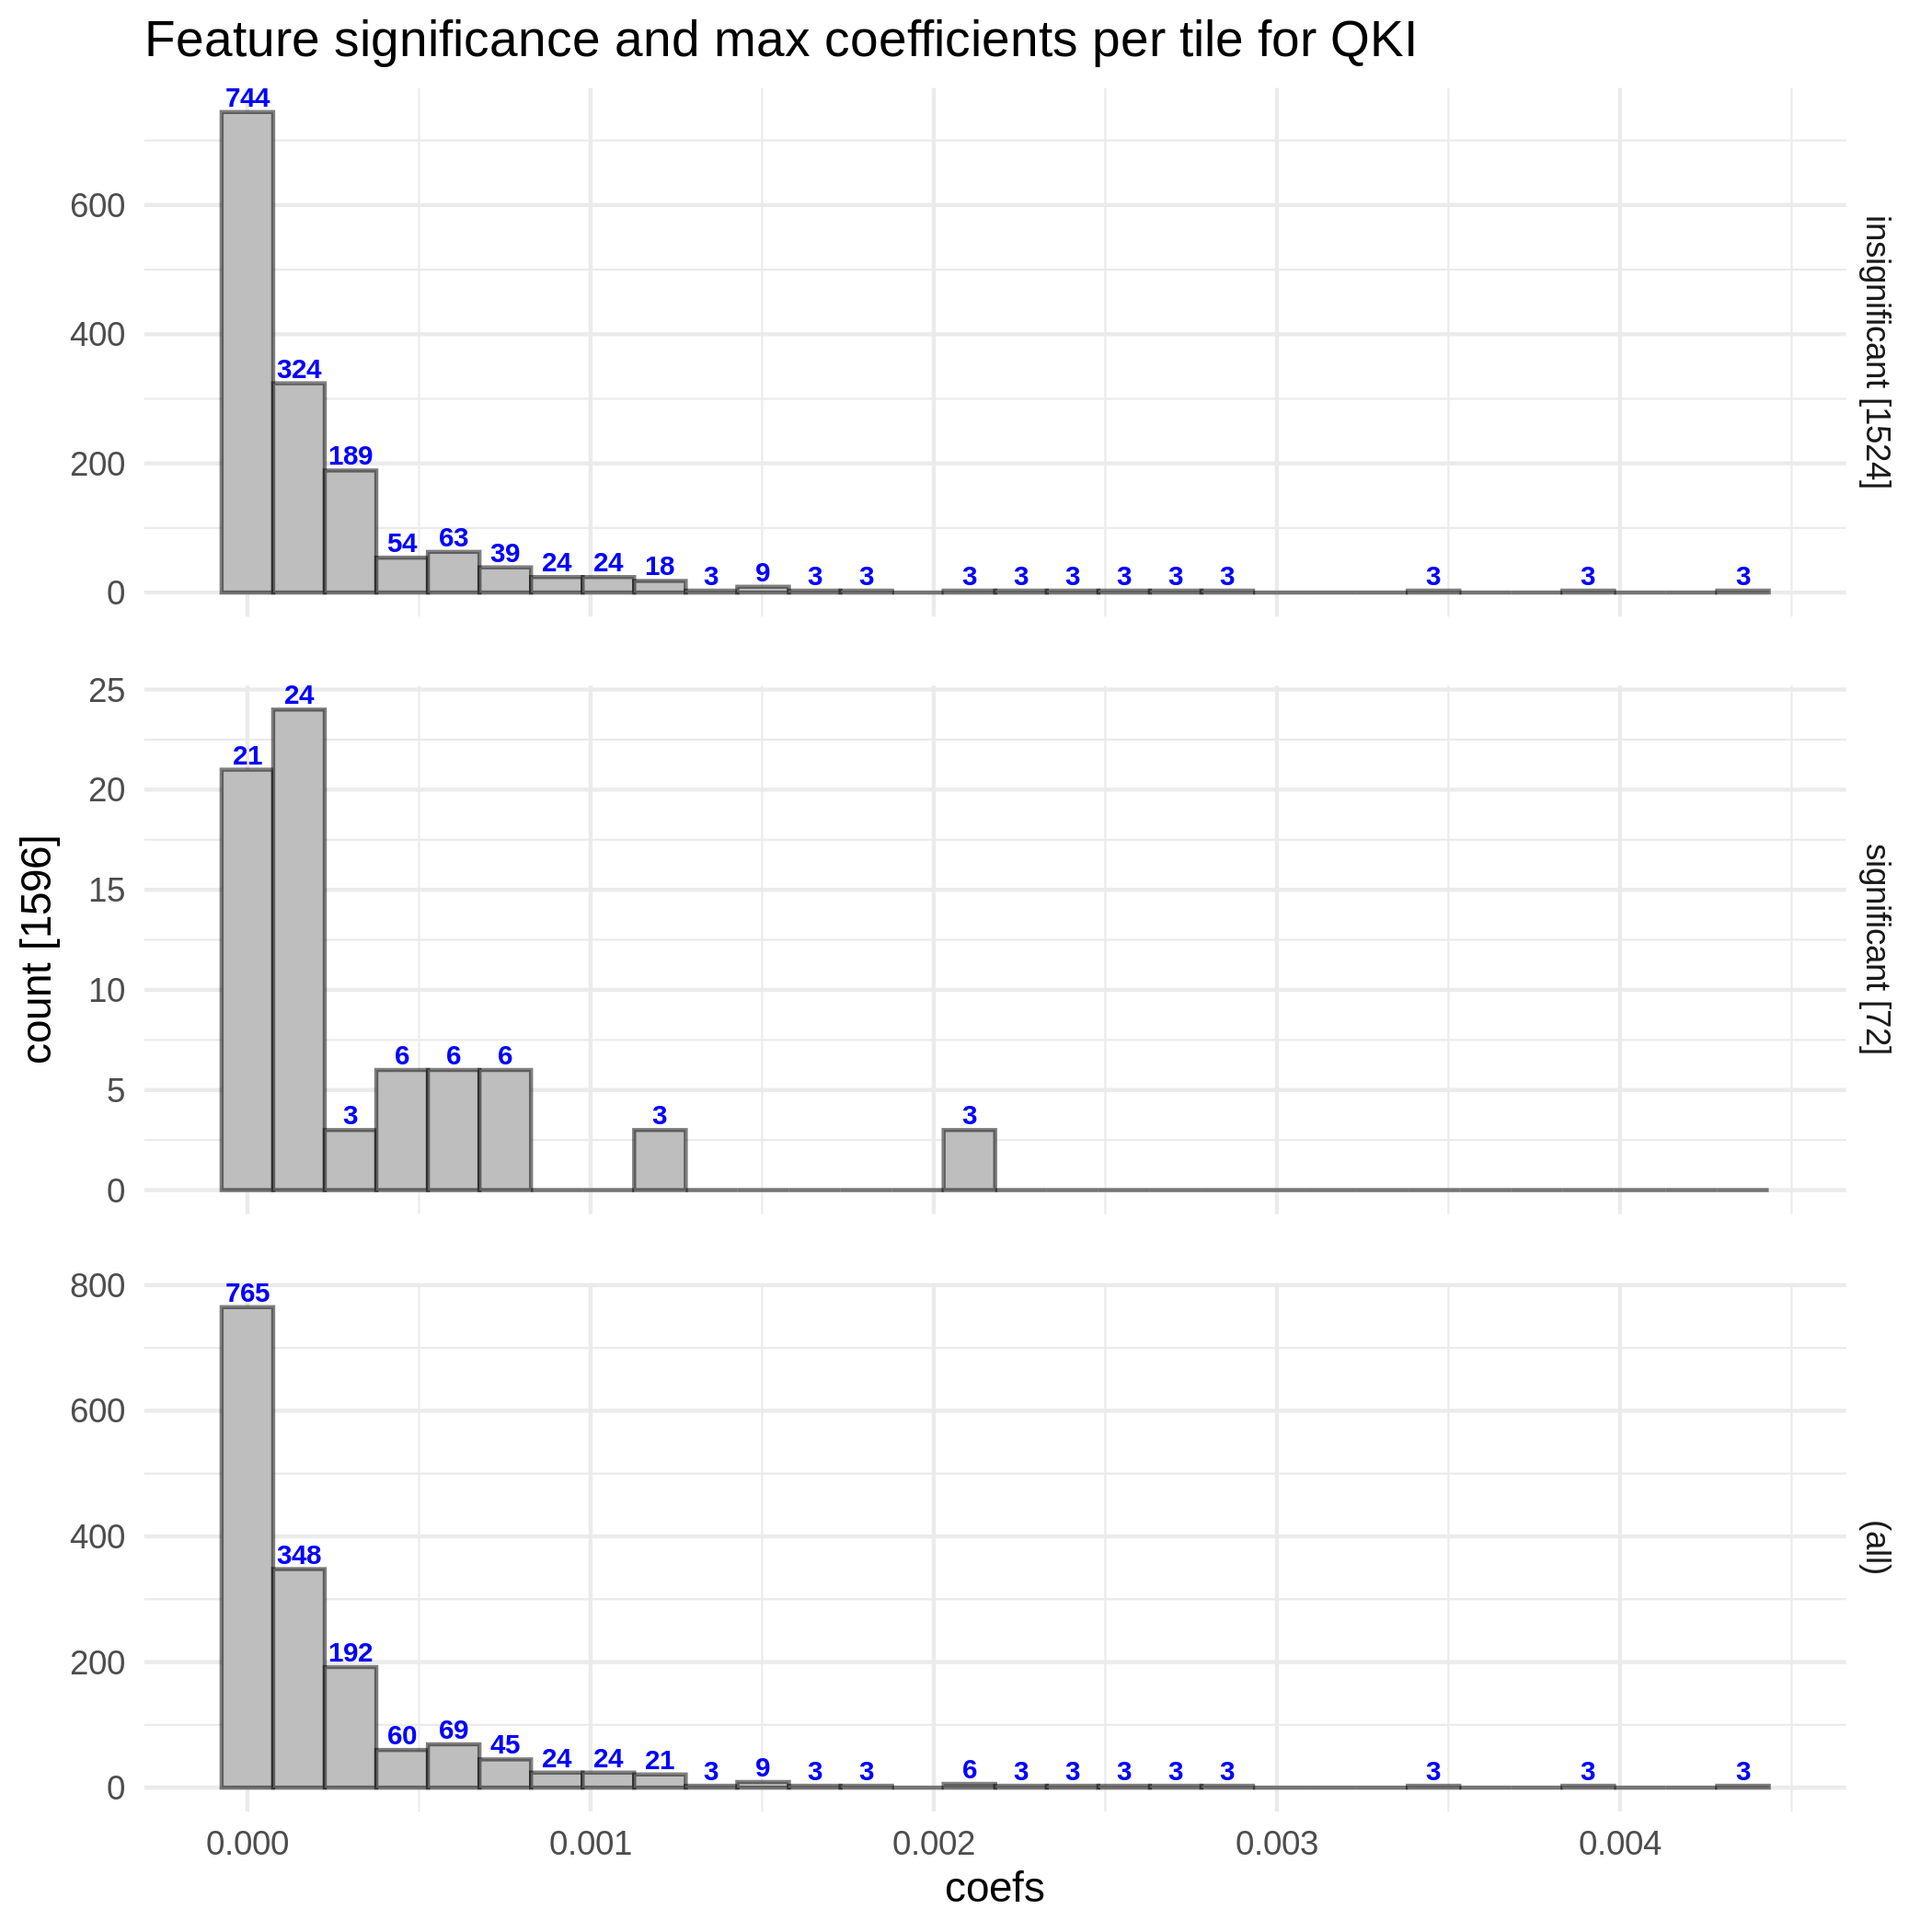 Feature significance and max coefficients per tile for QKI
744
600
324
400
189
200
54 63 39 24 24 18 3 9 3 3 3 3 3 3 3 3 3 3 3
0
insignificant [1524]
25
24
21
20
15
10
6 6 6
5
3 3 3
0
significant [72]
count [1596]
800
765
600
400
348
192
200
60 69 45 24 24 21 3 9 3 3 6 3 3 3 3 3 3 3 3
0
(all)
0.000 0.001 0.002 0.003 0.004
coefs